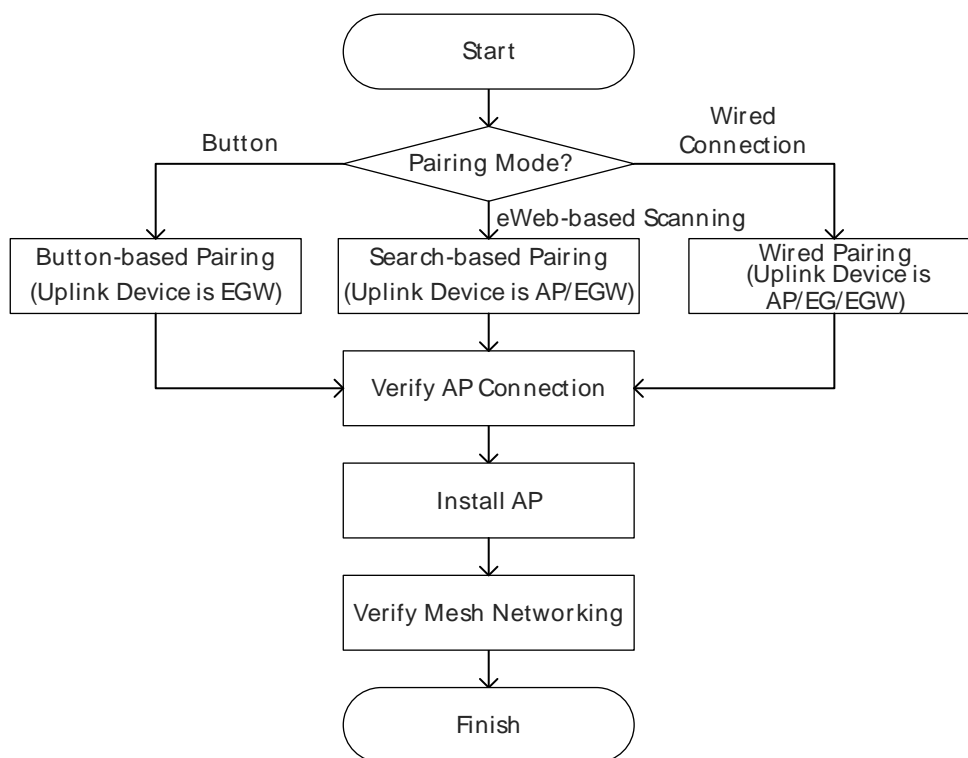 Start
Pairing Mode?
Button
Wired
Connection
eWeb-based Scanning
Button-based Pairing
(Uplink Device is EGW)
Search-based Pairing
(Uplink Device is AP/EGW)
Wired Pairing
(Uplink Device is
AP/EG/EGW)
Verify AP Connection
Install AP
Verify Mesh Networking
Finish